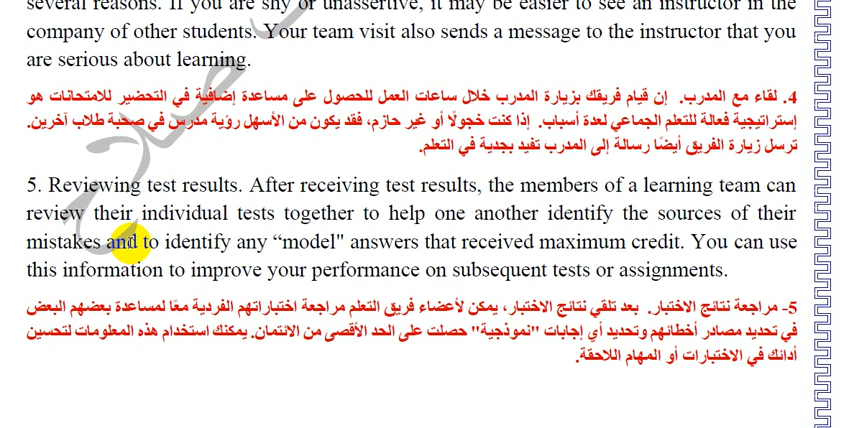 several reasons. If you are shy or unassertive, it may be easier to see an instructor in the
company of other students. Your team visit also sends a message to the instructor that you
are serious about learning.
4. لقاء مع المدرب. إن قيام فريقك بزيارة المدرب خلال ساعات العمل للحصول على مساعدة إضافية في التحضير للامتحانات هو
إستراتيجية فعالة للتعلم الجماعي لعدة أسباب. إذا كنت خجولًا أو غير حازم، فقد يكون من الأسهل رؤية مدرس في صحبة طلاب آخرين.
ترسل زيارة الفريق أيضًا رسالة إلى المدرب تفيد بجدية في التعلم.
5. Reviewing test results. After receiving test results, the members of a learning team can
review their individual tests together to help one another identify the sources of their
mistakes and to identify any “model" answers that received maximum credit. You can use
this information to improve your performance on subsequent tests or assignments.
5- مراجعة نتائج الاختبار. بعد تلقي نتائج الاختبار، يمكن لأعضاء فريق التعلم مراجعة اختباراتهم الفردية معًا لمساعدة بعضهم البعض
في تحديد مصادر أخطائهم وتحديد أي إجابات "نموذجية" حصلت على الحد الأقصى من الائتمان. يمكنك استخدام هذه المعلومات لتحسين
أدائك في الاختبارات أو المهام اللاحقة.